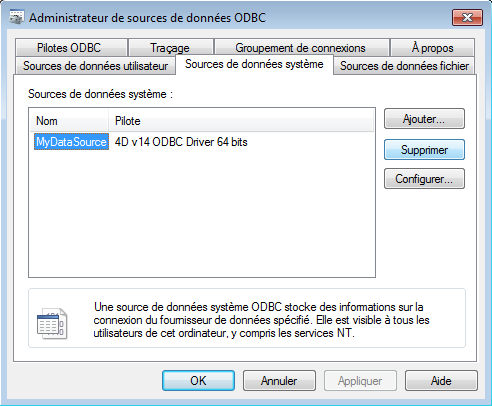 Administrateur de sources de données ODBC
Pilotes ODBC Traçage Groupement de connexions À propos
Sources de données utilisateur Sources de données système Sources de données fichier
Sources de données système :
Nom Pilote
MyDataSource 4D v14 ODBC Driver 64 bits
Ajouter...
Supprimer
Configurer...
Une source de données système ODBC stocke des informations sur la
connexion du fournisseur de données spécifié. Elle est visible à tous les
utilisateurs de cet ordinateur, y compris les services NT.
OK Annuler Appliquer Aide